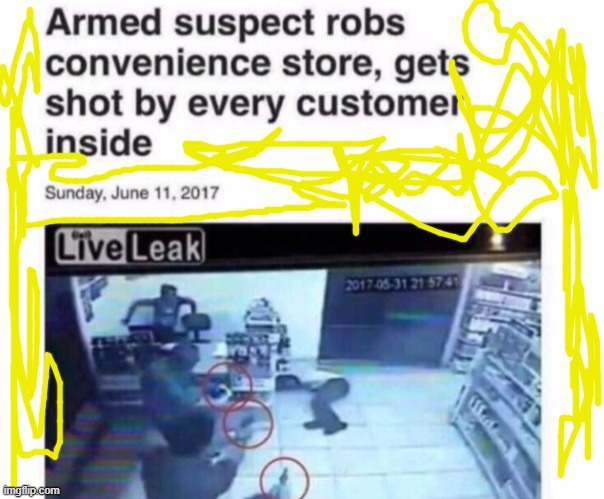 Armed suspect robs
convenience store, gets
shot by every customer
inside
Sunday, June 11, 2017
LiveLeak
2017-05-31 21:57:41
imgflip.com